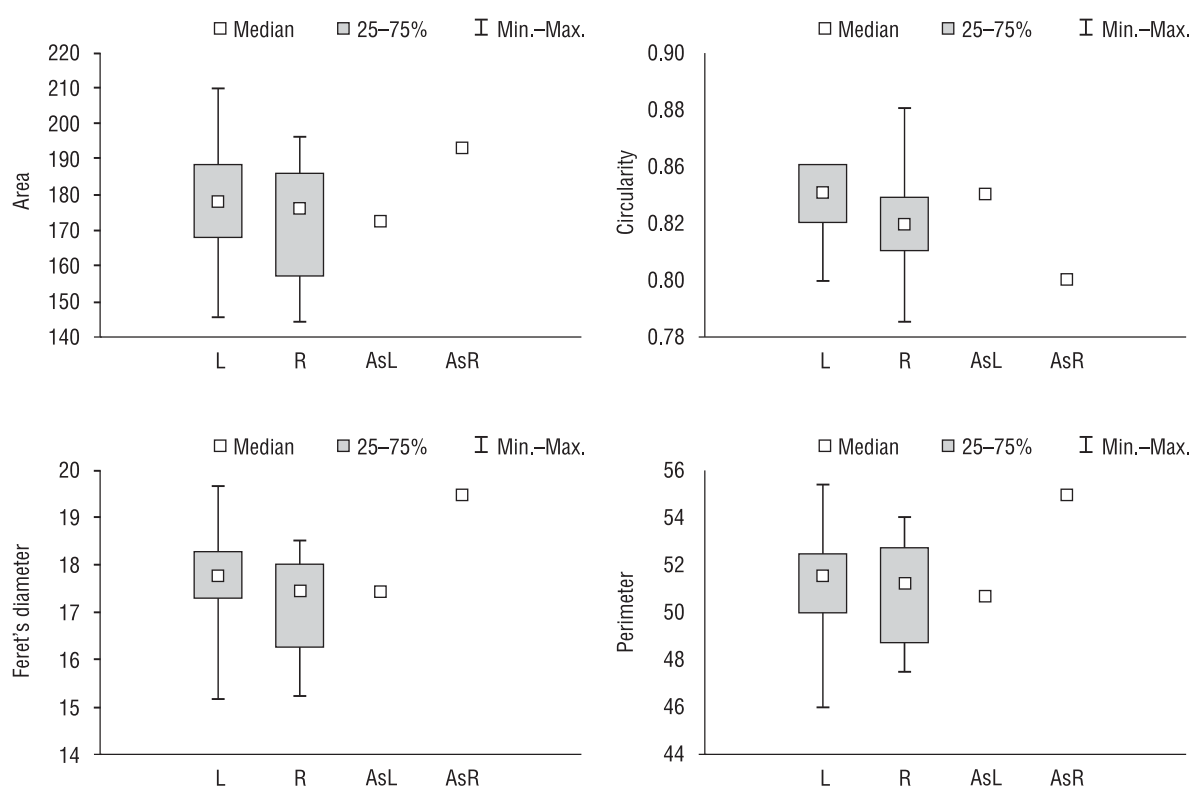 Median 25–75% Min.–Max.
Area
220
210
200
190
180
170
160
150
140
L R AsL AsR
Median 25–75% Min.–Max.
Circularity
0.90
0.88
0.86
0.82
0.80
0.78
L R AsL AsR
Median 25–75% Min.–Max.
Feret's diameter
20
19
18
17
16
15
14
L R AsL AsR
Median 25–75% Min.–Max.
Perimeter
56
54
52
50
48
46
44
L R AsL AsR